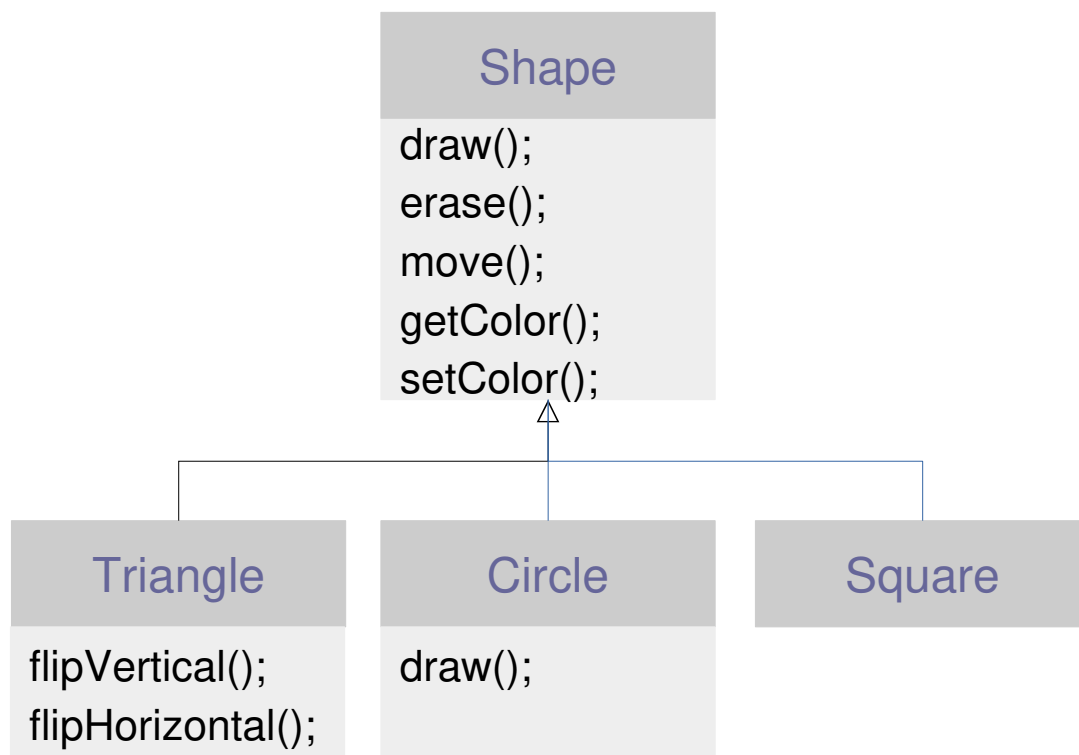 Shape
draw();
erase();
move();
getColor();
setColor();
Triangle
flipVertical();
flipHorizontal();
Circle
draw();
Square